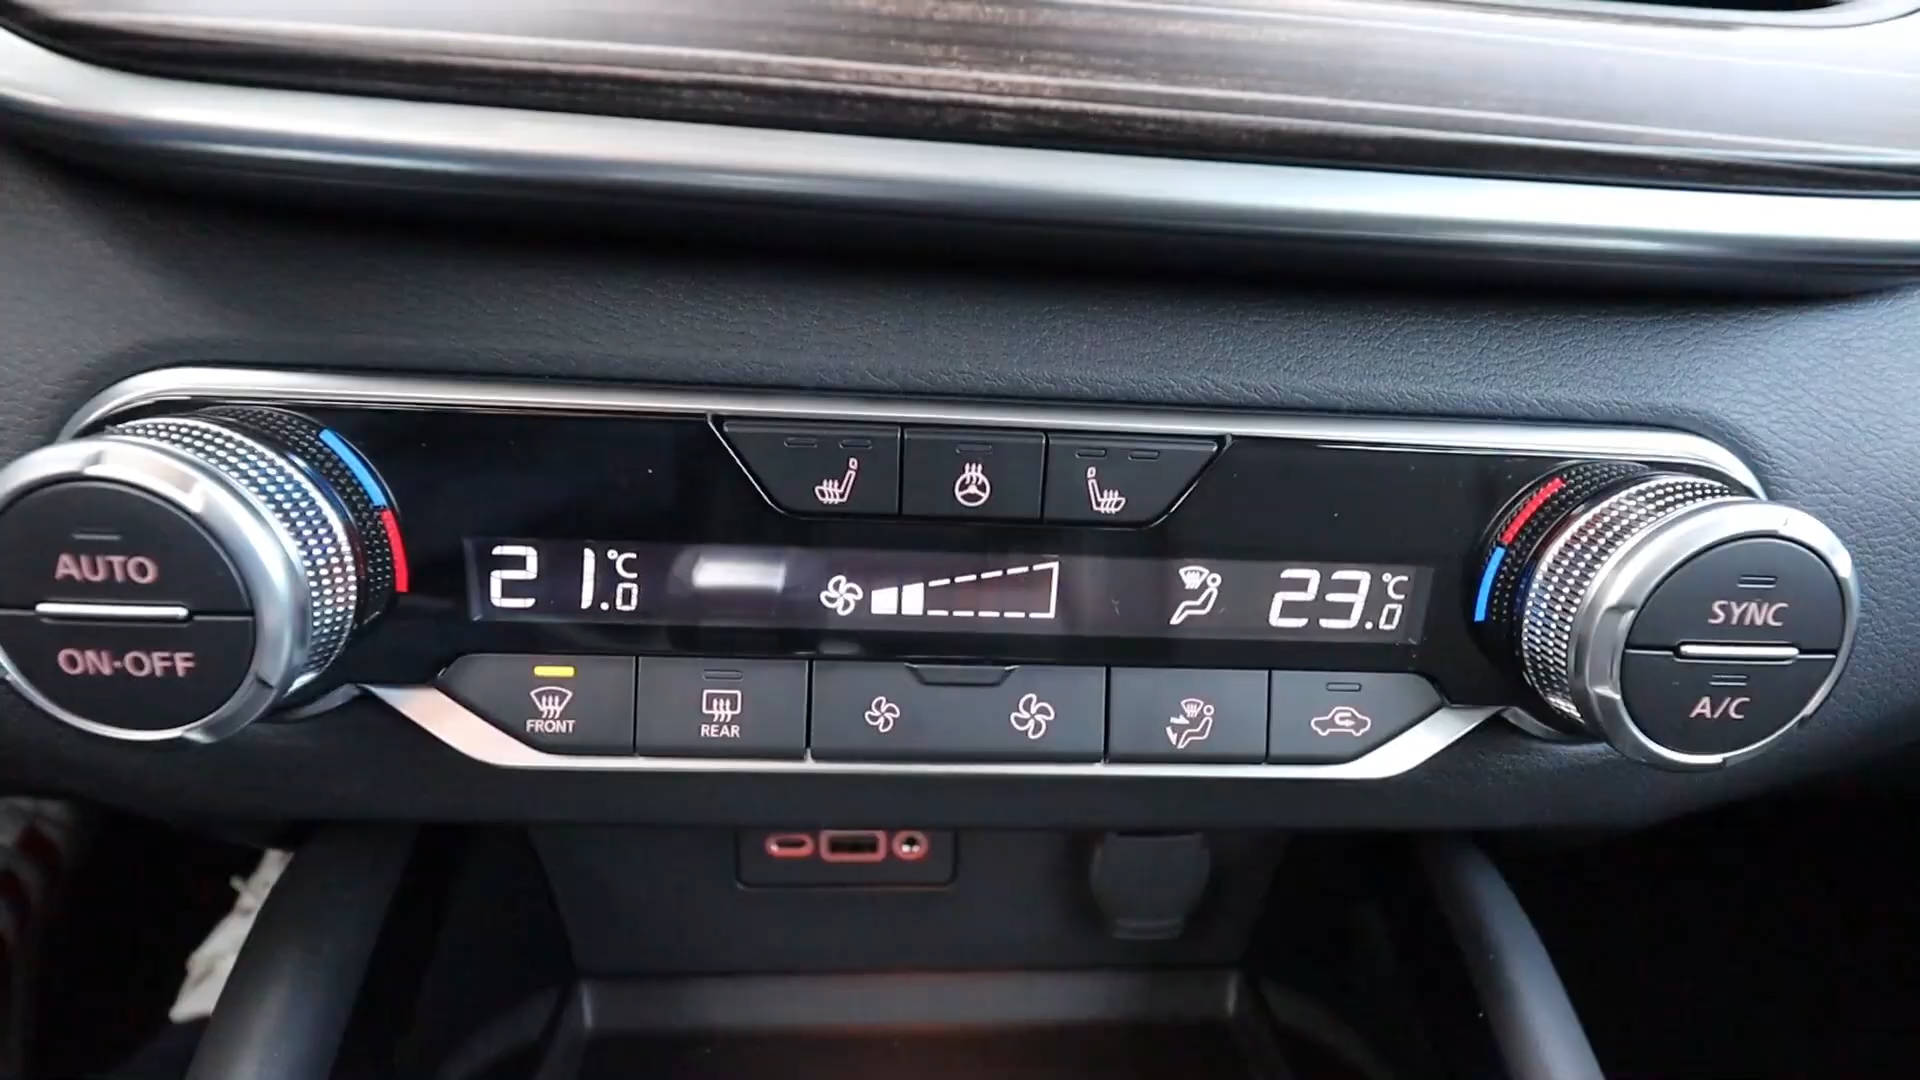 AUTO
ON-OFF
21.0 °C
23.0 °C
FRONT
REAR
SYNC
A/C